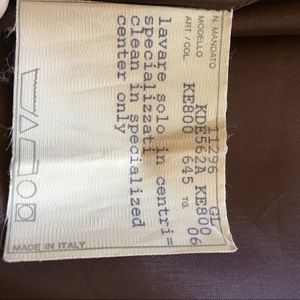 N. MANDATO 11296 GL
MODELLO KDE562A KE800
ART./COL. KE800 645 TG. 06
lavare solo in centri=
specializzati
clean in specialized
center only
MADE IN ITALY